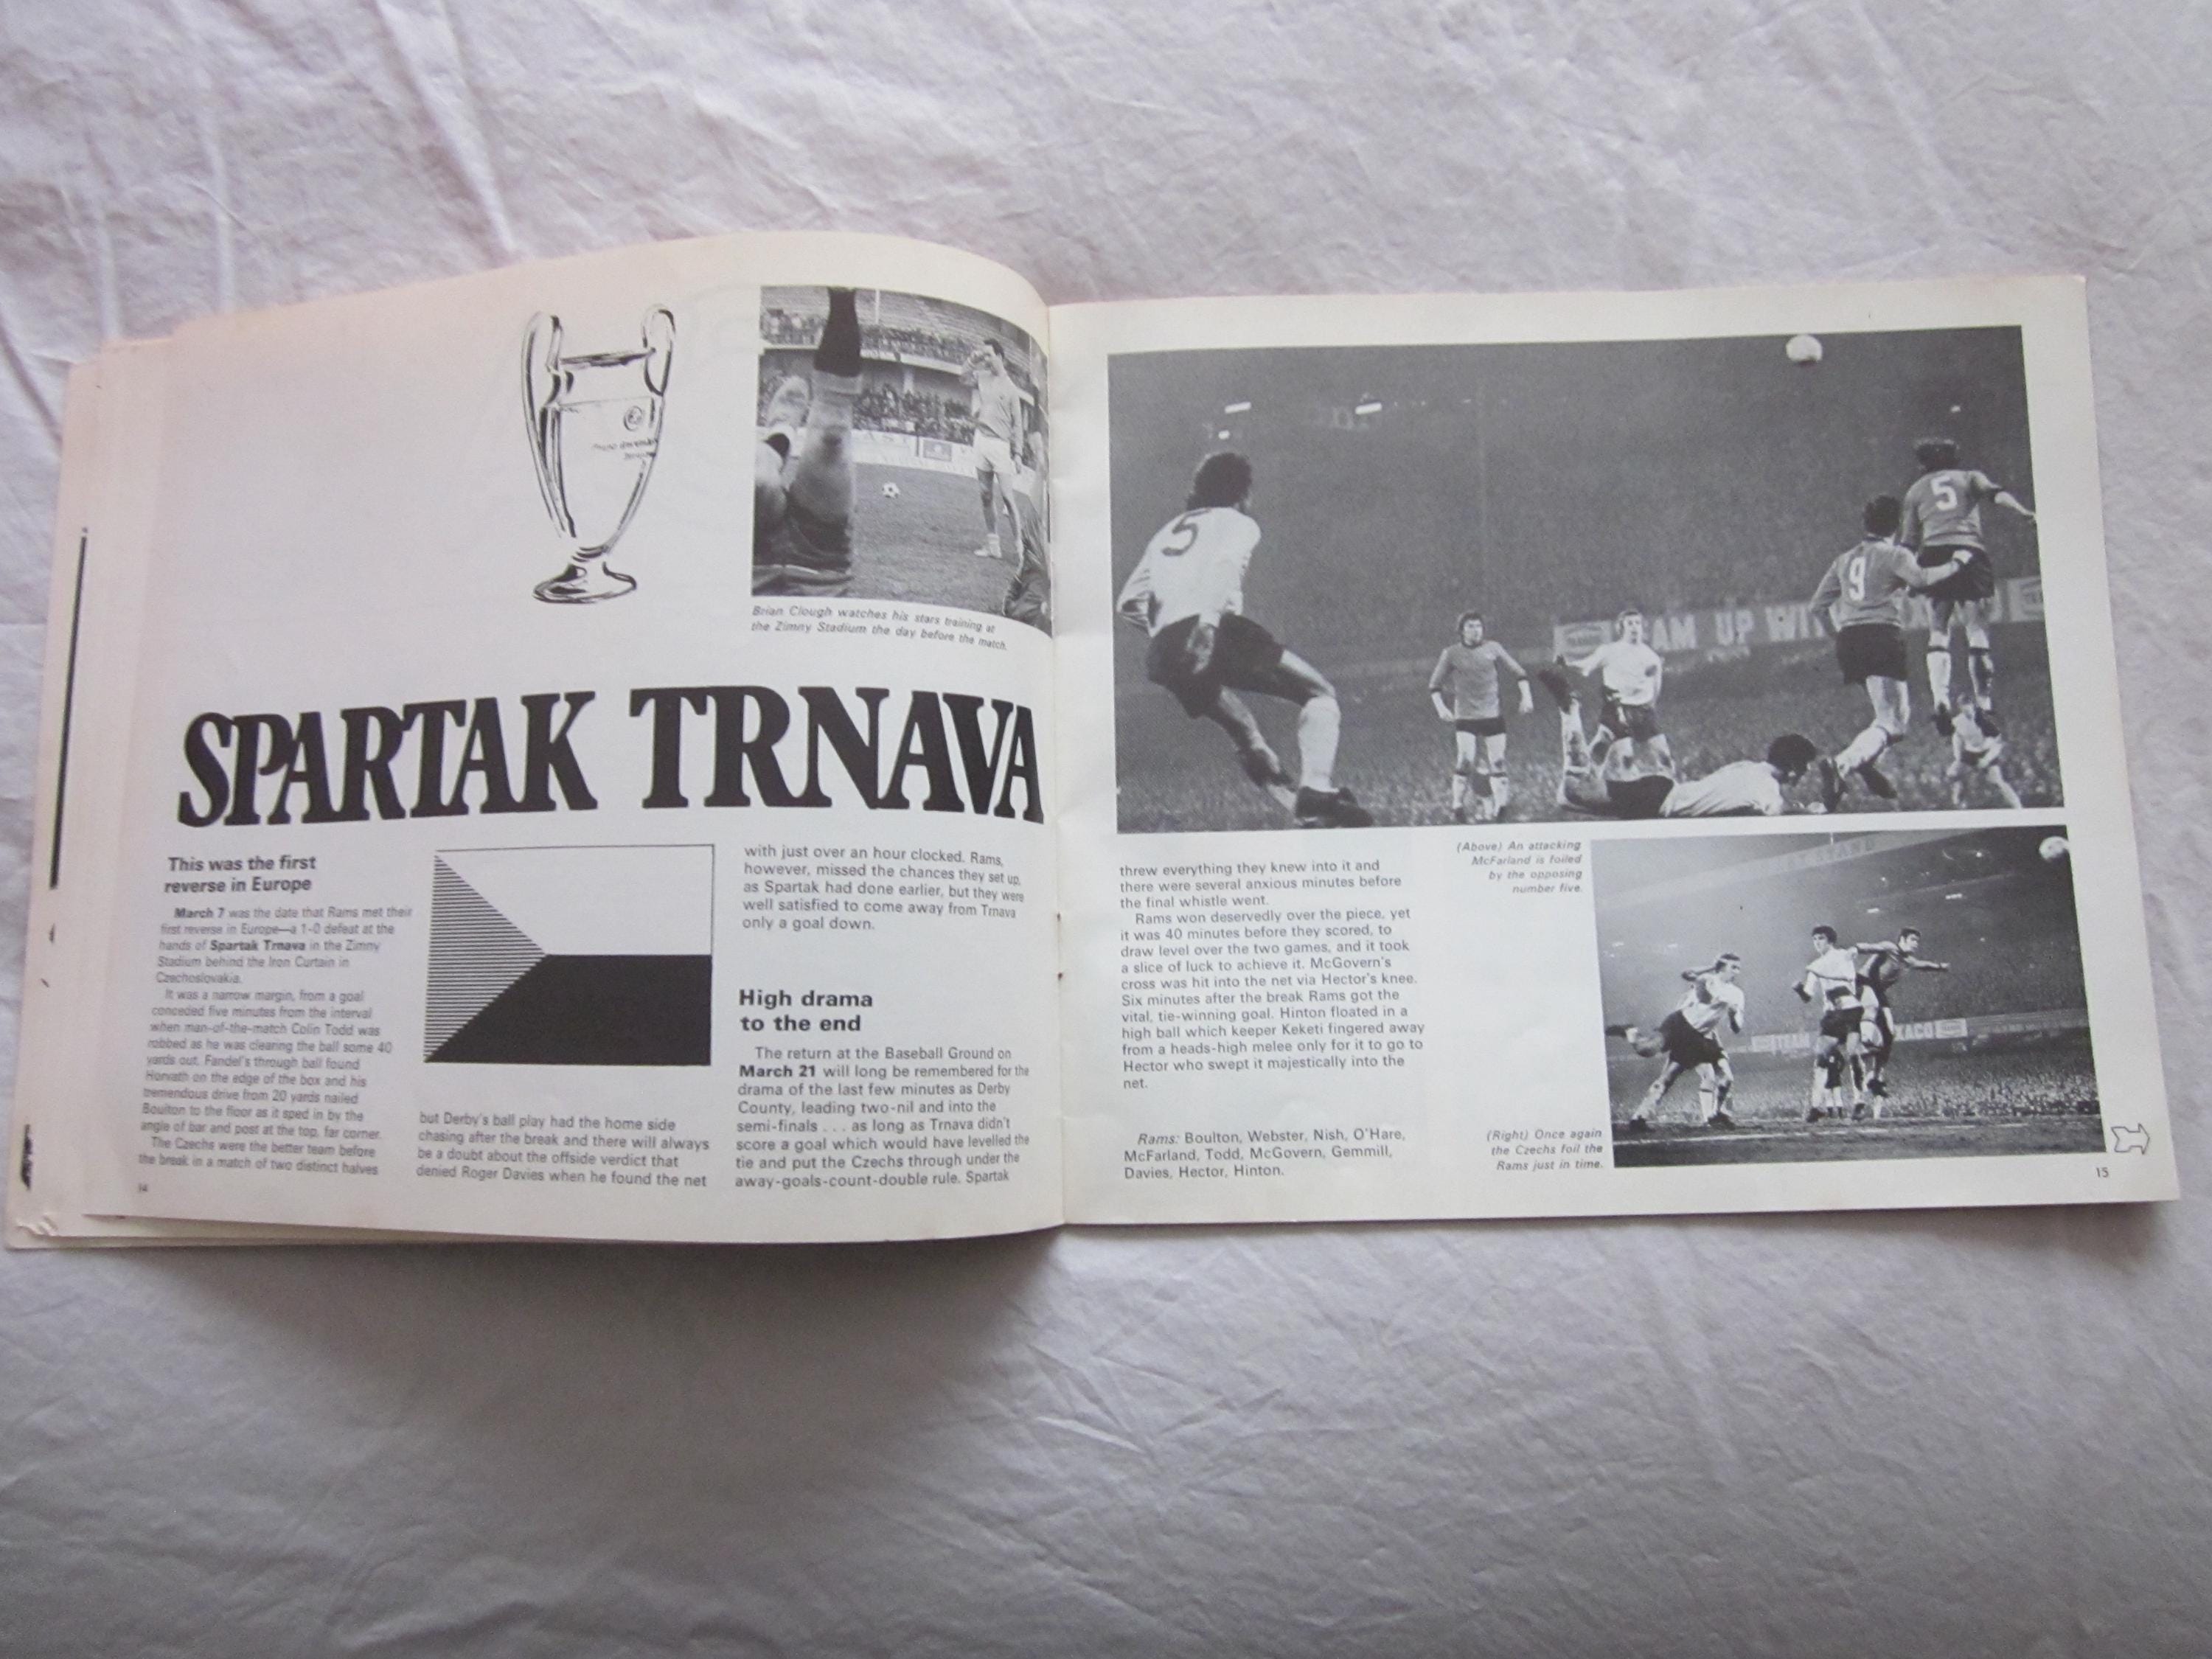 Brian Clough watches his stars training at
the Zimny Stadium the day before the match.
SPARTAK TRNAVA
This was the first
reverse in Europe
March 7 was the date that Rams met their
first reverse in Europe—a 1-0 defeat at the
hands of Spartak Trnava in the Zimny
Stadium behind the Iron Curtain in
Czechoslovakia.
It was a narrow margin, from a goal
conceded five minutes from the interval
when man-of-the-match Colin Todd was
robbed as he was clearing the ball some 40
yards out. Fandel's through ball found
Horvath on the edge of the box and his
tremendous drive from 20 yards nailed
Boulton to the floor as it sped in by the
angle of bar and post at the top, far corner.
The Czechs were the better team before
the break in a match of two distinct halves
14
but Derby's ball play had the home side
chasing after the break and there will always
be a doubt about the offside verdict that
denied Roger Davies when he found the net
with just over an hour clocked. Rams,
however, missed the chances they set up,
as Spartak had done earlier, but they were
well satisfied to come away from Trnava
only a goal down.
High drama
to the end
The return at the Baseball Ground on
March 21 will long be remembered for the
drama of the last few minutes as Derby
County, leading two-nil and into the
semi-finals . . . as long as Trnava didn't
score a goal which would have levelled the
tie and put the Czechs through under the
away-goals-count-double rule. Spartak
5
9
5
TEAM UP WI
threw everything they knew into it and
there were several anxious minutes before
the final whistle went.
Rams won deservedly over the piece, yet
it was 40 minutes before they scored, to
draw level over the two games, and it took
a slice of luck to achieve it. McGovern's
cross was hit into the net via Hector's knee.
Six minutes after the break Rams got the
vital, tie-winning goal. Hinton floated in a
high ball which keeper Keketi fingered away
from a heads-high melee only for it to go to
Hector who swept it majestically into the
net.
Rams: Boulton, Webster, Nish, O'Hare,
McFarland, Todd, McGovern, Gemmill,
Davies, Hector, Hinton.
(Above) An attacking
McFarland is foiled
by the opposing
number five.
TEAM
XACO
(Right) Once again
the Czechs foil the
Rams just in time.
15